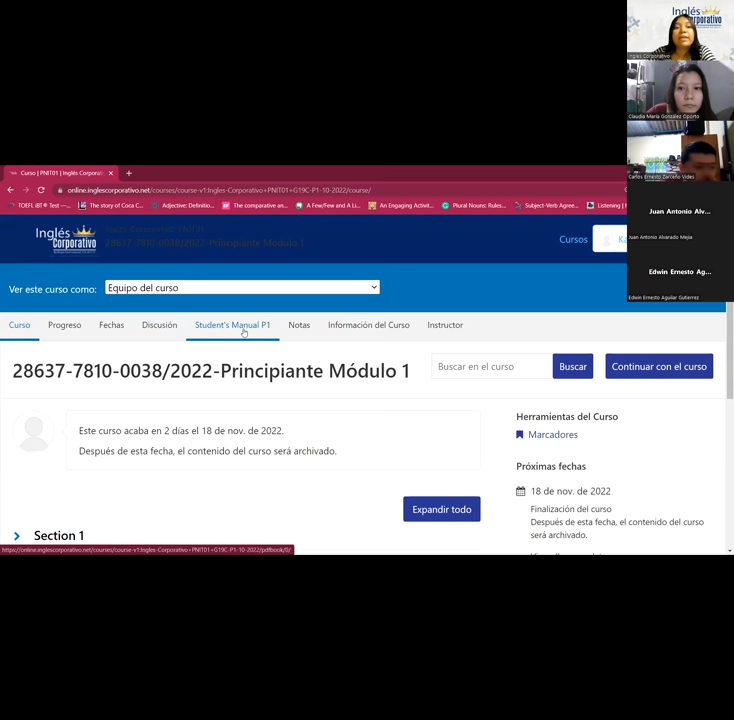 Inglés
Corporativo
Ingles Corporativo
Claudia María González Oporto
Carlos Ernesto Zarceño Vides
Juan Antonio Alv...
Juan Antonio Alvarado Mejia
Edwin Ernesto Ag...
Edwin Ernesto Aguilar Gutierrez
Curso | PNIT01 | Inglés Corporati
online.inglescorporativo.net/courses/course-v1:Ingles-Corporativo+PNIT01+G19C-P1-10-2022/course/
TOEFL iBT® Test —...
The story of Coca C...
Adjective: Definitio...
The comparative an...
A Few/Few and A Li...
An Engaging Activit...
Plural Nouns: Rules...
Subject-Verb Agree...
Listening |
Inglés
Corporativo
28637-7810-0038/2022-Principiante Módulo 1
Cursos
Ka
Ver este curso como:
Equipo del curso
Curso
Progreso
Fechas
Discusión
Student's Manual P1
Notas
Información del Curso
Instructor
28637-7810-0038/2022-Principiante Módulo 1
Buscar en el curso
Buscar
Continuar con el curso
Este curso acaba en 2 días el 18 de nov. de 2022.
Después de esta fecha, el contenido del curso será archivado.
Herramientas del Curso
Marcadores
Próximas fechas
18 de nov. de 2022
Finalización del curso
Después de esta fecha, el contenido del curso será archivado.
Expandir todo
Section 1
https://online.inglescorporativo.net/courses/course-v1:Ingles-Corporativo+PNIT01+G19C-P1-10-2022/pdfbook/0/